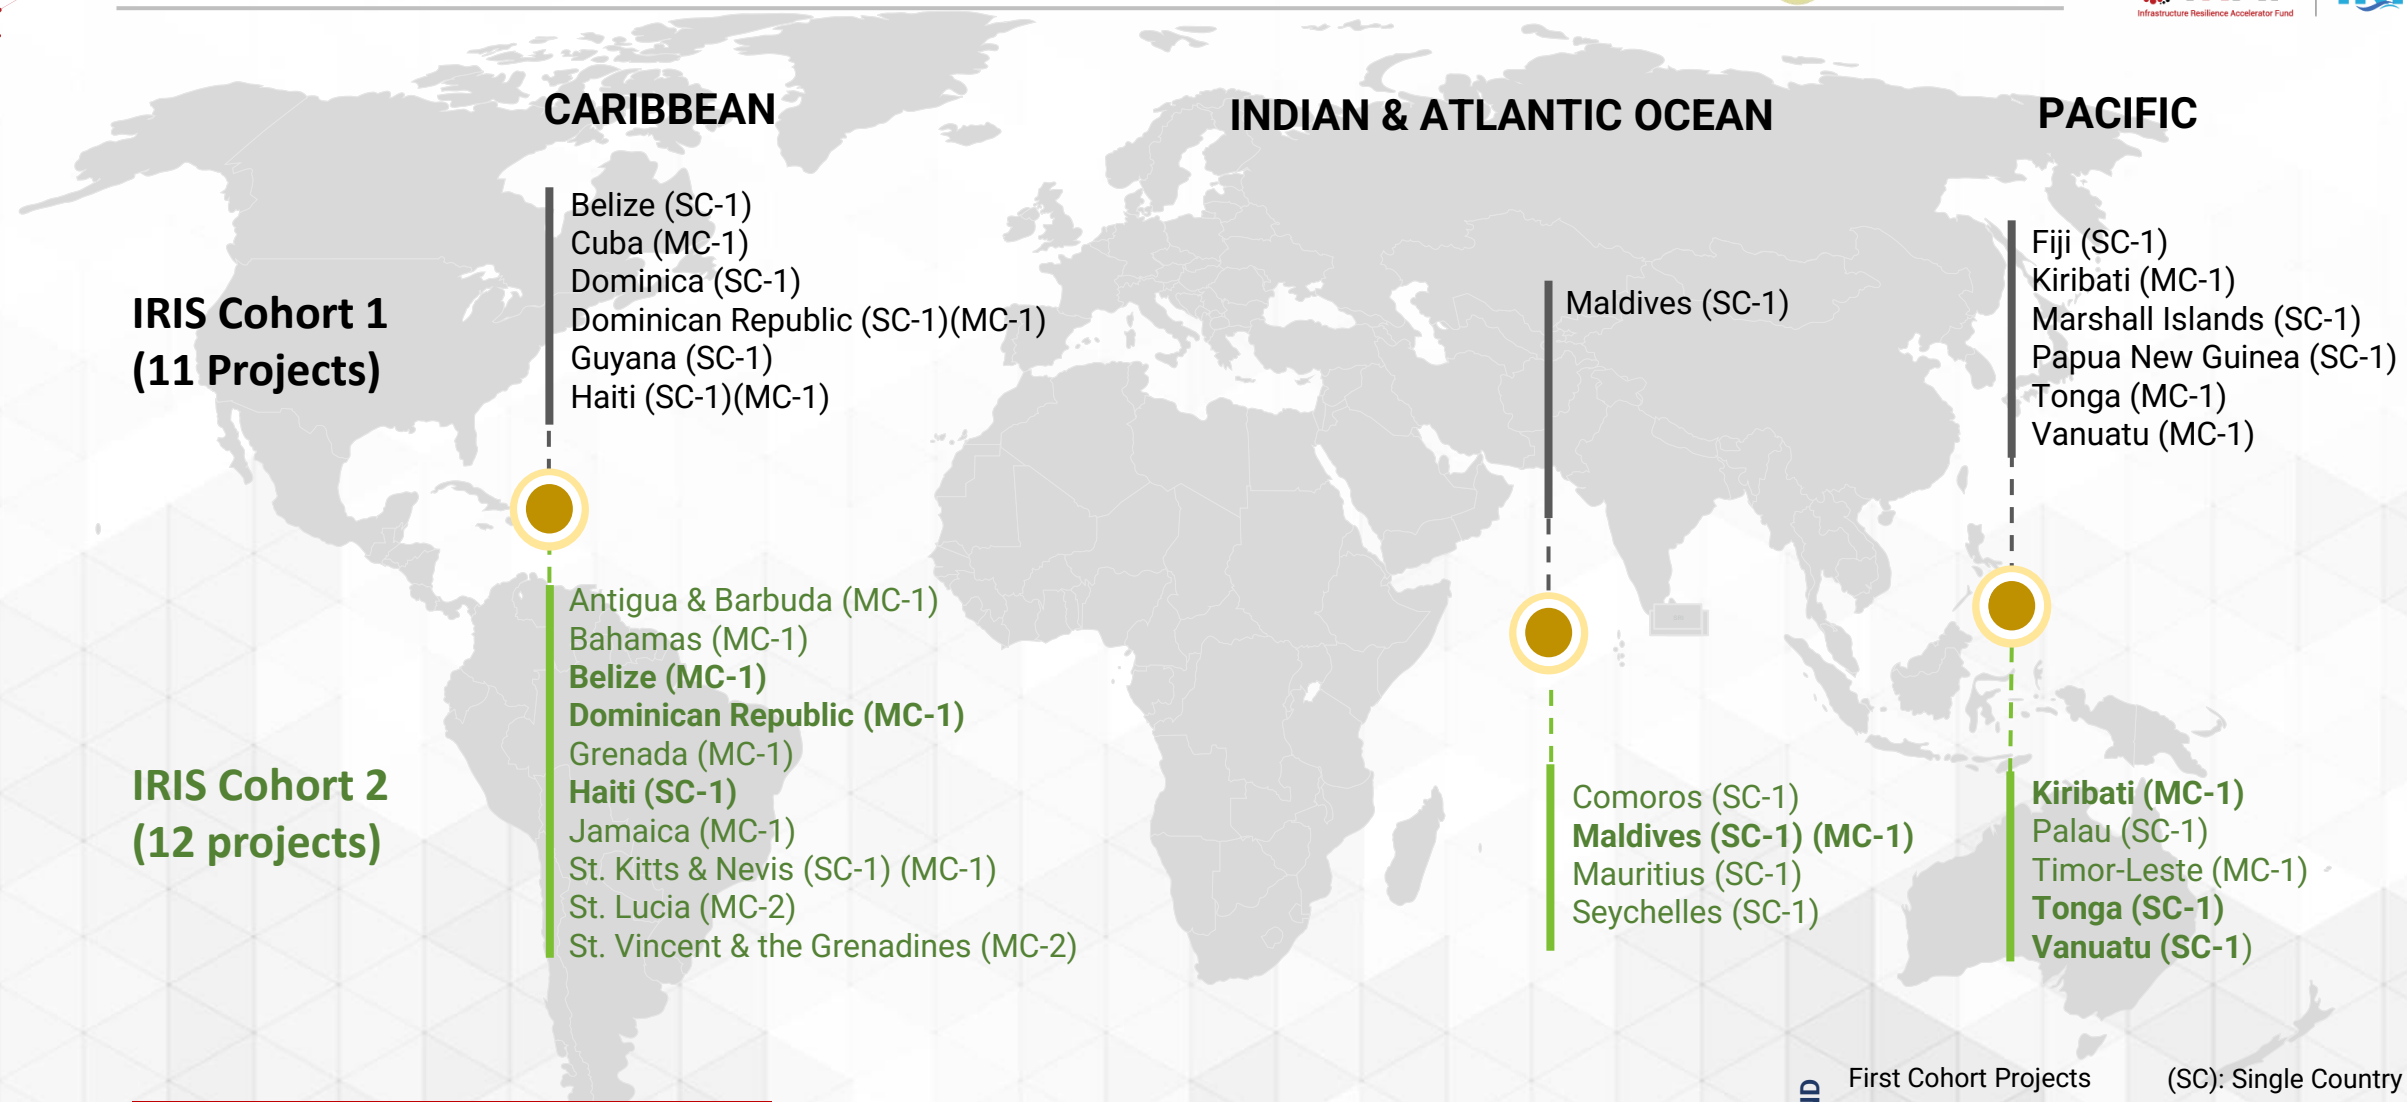 Infrastructure Resilience Accelerator Fund
CARIBBEAN
INDIAN & ATLANTIC OCEAN
PACIFIC
IRIS Cohort 1
(11 Projects)
Belize (SC-1)
Cuba (MC-1)
Dominica (SC-1)
Dominican Republic (SC-1)(MC-1)
Guyana (SC-1)
Haiti (SC-1)(MC-1)
Maldives (SC-1)
Fiji (SC-1)
Kiribati (MC-1)
Marshall Islands (SC-1)
Papua New Guinea (SC-1)
Tonga (MC-1)
Vanuatu (MC-1)
IRIS Cohort 2
(12 projects)
Antigua & Barbuda (MC-1)
Bahamas (MC-1)
Belize (MC-1)
Dominican Republic (MC-1)
Grenada (MC-1)
Haiti (SC-1)
Jamaica (MC-1)
St. Kitts & Nevis (SC-1) (MC-1)
St. Lucia (MC-2)
St. Vincent & the Grenadines (MC-2)
Comoros (SC-1)
Maldives (SC-1) (MC-1)
Mauritius (SC-1)
Seychelles (SC-1)
Kiribati (MC-1)
Palau (SC-1)
Timor-Leste (MC-1)
Tonga (SC-1)
Vanuatu (SC-1)
First Cohort Projects
(SC): Single Country